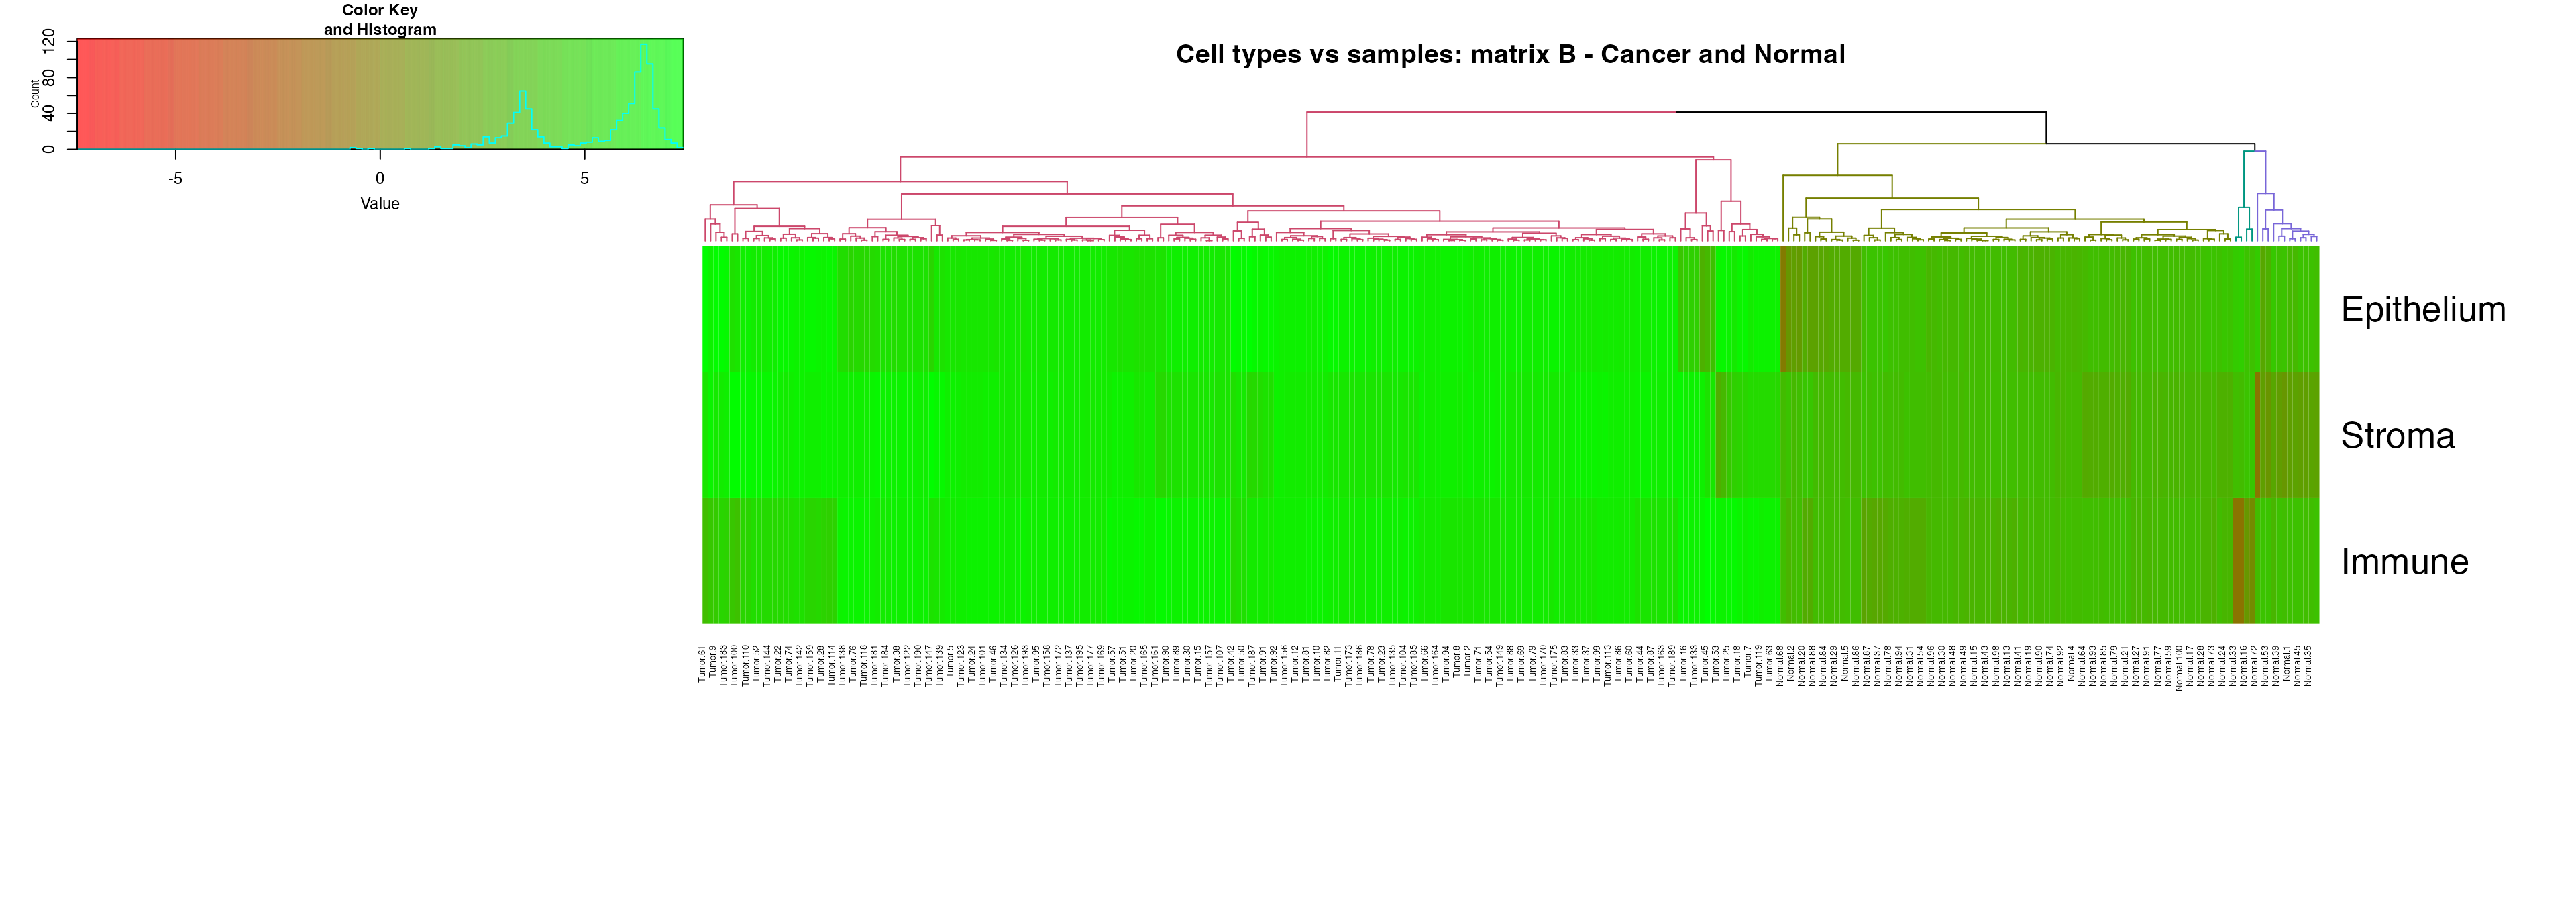 Color Key
and Histogram
Count
0 40 80 120
-5 0 5
Value
Cell types vs samples: matrix B - Cancer and Normal
Epithelium
Stroma
Immune
Tumor.61
Tumor.9
Tumor.183
Tumor.100
Tumor.110
Tumor.52
Tumor.144
Tumor.22
Tumor.74
Tumor.142
Tumor.159
Tumor.28
Tumor.114
Tumor.138
Tumor.76
Tumor.118
Tumor.181
Tumor.184
Tumor.38
Tumor.122
Tumor.190
Tumor.147
Tumor.139
Tumor.5
Tumor.123
Tumor.24
Tumor.101
Tumor.46
Tumor.134
Tumor.126
Tumor.193
Tumor.95
Tumor.158
Tumor.172
Tumor.137
Tumor.195
Tumor.177
Tumor.169
Tumor.57
Tumor.51
Tumor.20
Tumor.165
Tumor.161
Tumor.90
Tumor.89
Tumor.30
Tumor.15
Tumor.157
Tumor.107
Tumor.42
Tumor.50
Tumor.187
Tumor.91
Tumor.92
Tumor.156
Tumor.12
Tumor.81
Tumor.10
Tumor.82
Tumor.11
Tumor.173
Tumor.186
Tumor.78
Tumor.23
Tumor.135
Tumor.104
Tumor.185
Tumor.66
Tumor.164
Tumor.94
Tumor.8
Tumor.2
Tumor.71
Tumor.54
Tumor.149
Tumor.88
Tumor.69
Tumor.79
Tumor.170
Tumor.175
Tumor.83
Tumor.33
Tumor.37
Tumor.99
Tumor.113
Tumor.86
Tumor.60
Tumor.44
Tumor.87
Tumor.163
Tumor.189
Tumor.16
Tumor.133
Tumor.45
Tumor.53
Tumor.25
Tumor.18
Tumor.7
Tumor.119
Tumor.63
Normal.68
Normal.2
Normal.20
Normal.88
Normal.84
Normal.29
Normal.5
Normal.86
Normal.87
Normal.37
Normal.78
Normal.94
Normal.31
Normal.54
Normal.96
Normal.30
Normal.48
Normal.49
Normal.15
Normal.43
Normal.98
Normal.13
Normal.41
Normal.19
Normal.90
Normal.74
Normal.92
Normal.4
Normal.64
Normal.93
Normal.85
Normal.79
Normal.21
Normal.27
Normal.91
Normal.77
Normal.59
Normal.100
Normal.17
Normal.28
Normal.73
Normal.24
Normal.33
Normal.16
Normal.72
Normal.53
Normal.39
Normal.1
Normal.45
Normal.35